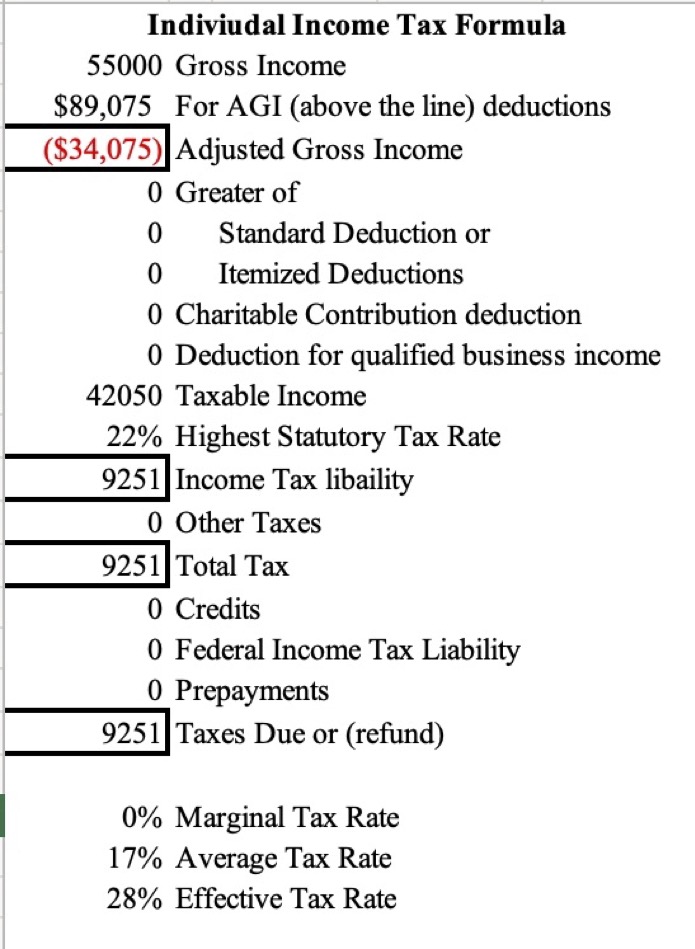 Indiviudal Income Tax Formula
55000 Gross Income
$89,075 For AGI (above the line) deductions
($34,075) Adjusted Gross Income
0 Greater of
0 Standard Deduction or
0 Itemized Deductions
0 Charitable Contribution deduction
0 Deduction for qualified business income
42050 Taxable Income
22% Highest Statutory Tax Rate
9251 Income Tax libaility
0 Other Taxes
9251 Total Tax
0 Credits
0 Federal Income Tax Liability
0 Prepayments
9251 Taxes Due or (refund)
0% Marginal Tax Rate
17% Average Tax Rate
28% Effective Tax Rate